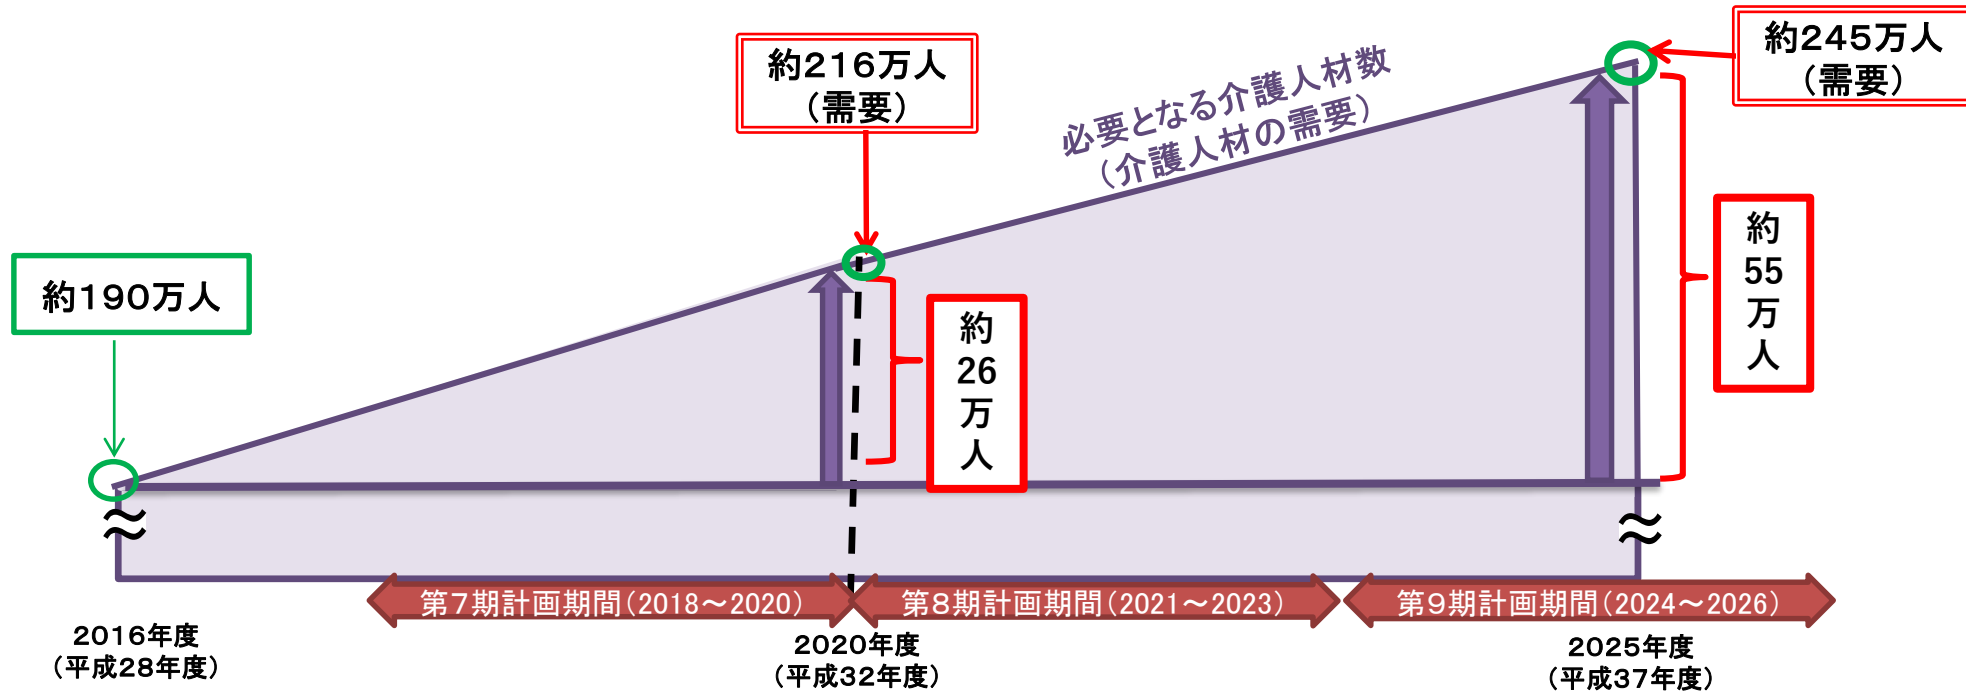 約216万人
（需要）
約245万人
（需要）
必要となる介護人材数
（介護人材の需要）
約190万人
約
26
万
人
約
55
万
人
≈
≈
第7期計画期間（2018～2020）
第8期計画期間（2021～2023）
第9期計画期間（2024～2026）
2016年度
（平成28年度）
2020年度
（平成32年度）
2025年度
（平成37年度）